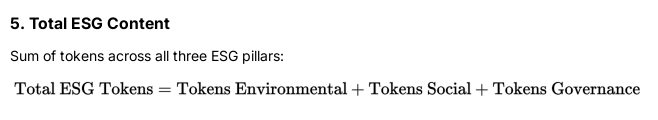 5. Total ESG Content
Sum of tokens across all three ESG pillars:
Total ESG Tokens = Tokens Environmental + Tokens Social + Tokens Governance